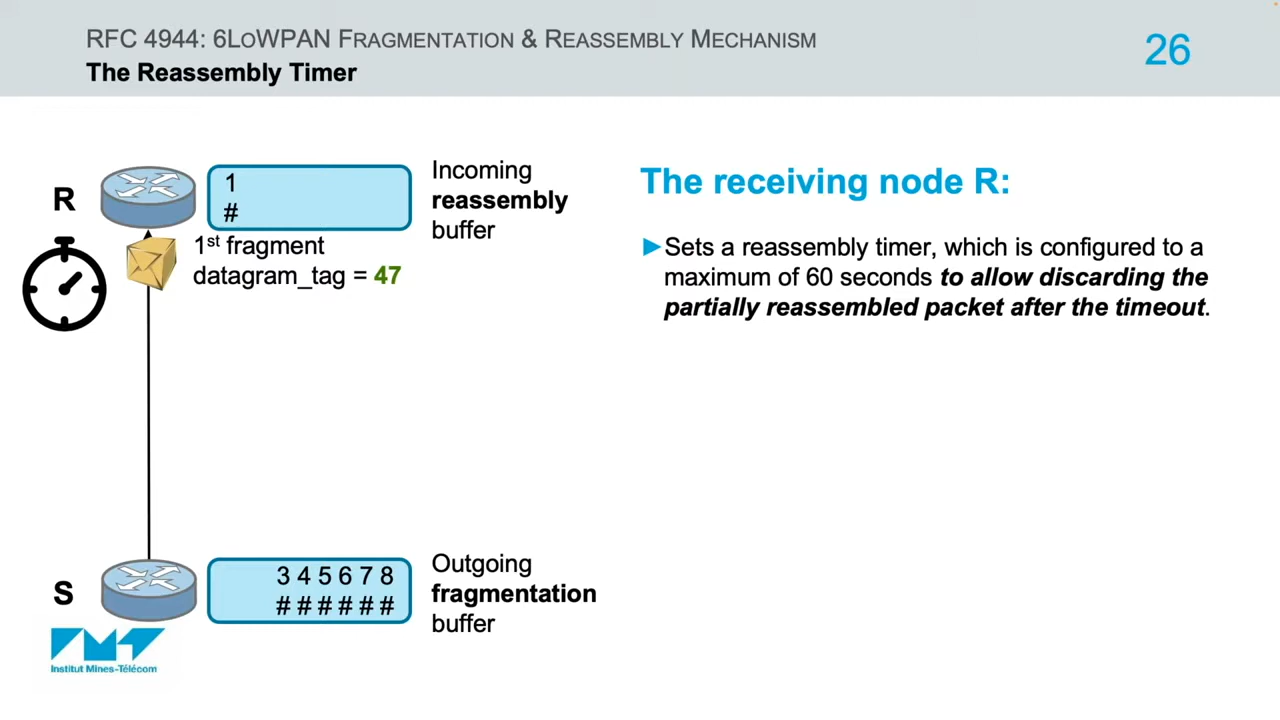 RFC 4944: 6LoWPAN Fragmentation & Reassembly Mechanism
The Reassembly Timer
26
R
1
#
Incoming
reassembly
buffer
1st fragment
datagram_tag = 47
The receiving node R:
Sets a reassembly timer, which is configured to a
maximum of 60 seconds to allow discarding the
partially reassembled packet after the timeout.
S
3 4 5 6 7 8
# # # # # #
Outgoing
fragmentation
buffer
IMT
Institut Mines-Télécom